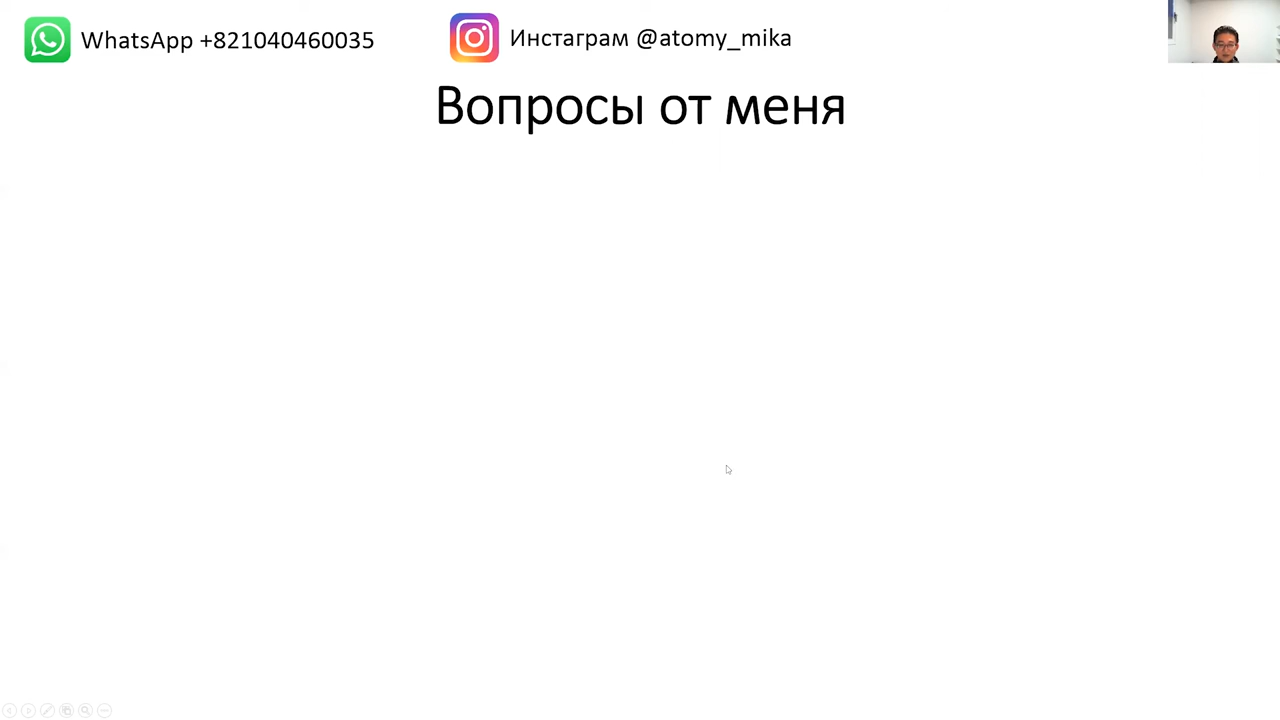 WhatsApp +821040460035
Инстаграм @atomy_mika
Вопросы от меня